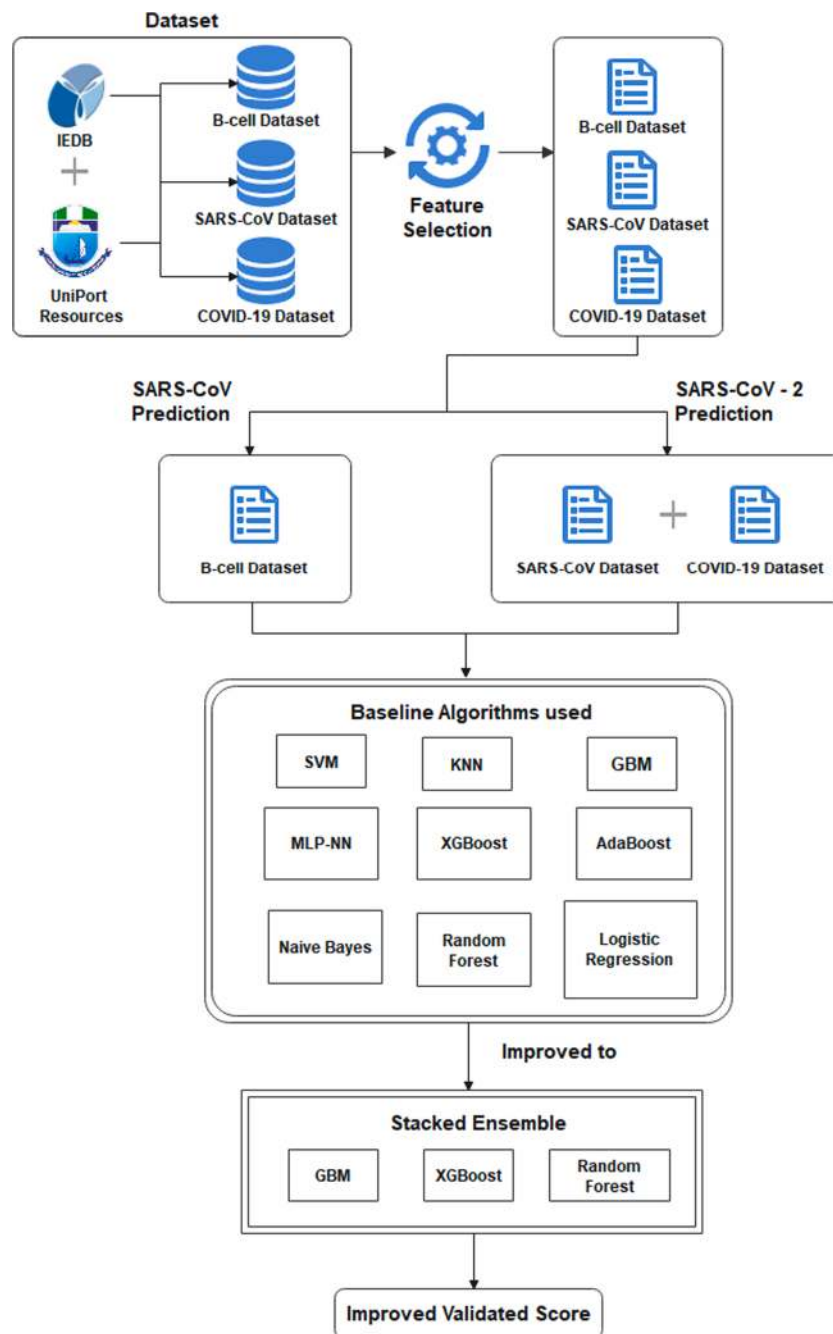 Dataset
IEDB
UniPort
Resources
B-cell Dataset
SARS-CoV Dataset
COVID-19 Dataset
Feature
Selection
B-cell Dataset
SARS-CoV Dataset
COVID-19 Dataset
SARS-CoV
Prediction
SARS-CoV - 2
Prediction
B-cell Dataset
SARS-CoV Dataset
COVID-19 Dataset
Baseline Algorithms used
SVM
KNN
GBM
MLP-NN
XGBoost
AdaBoost
Naive Bayes
Random
Forest
Logistic
Regression
Improved to
Stacked Ensemble
GBM
XGBoost
Random
Forest
Improved Validated Score